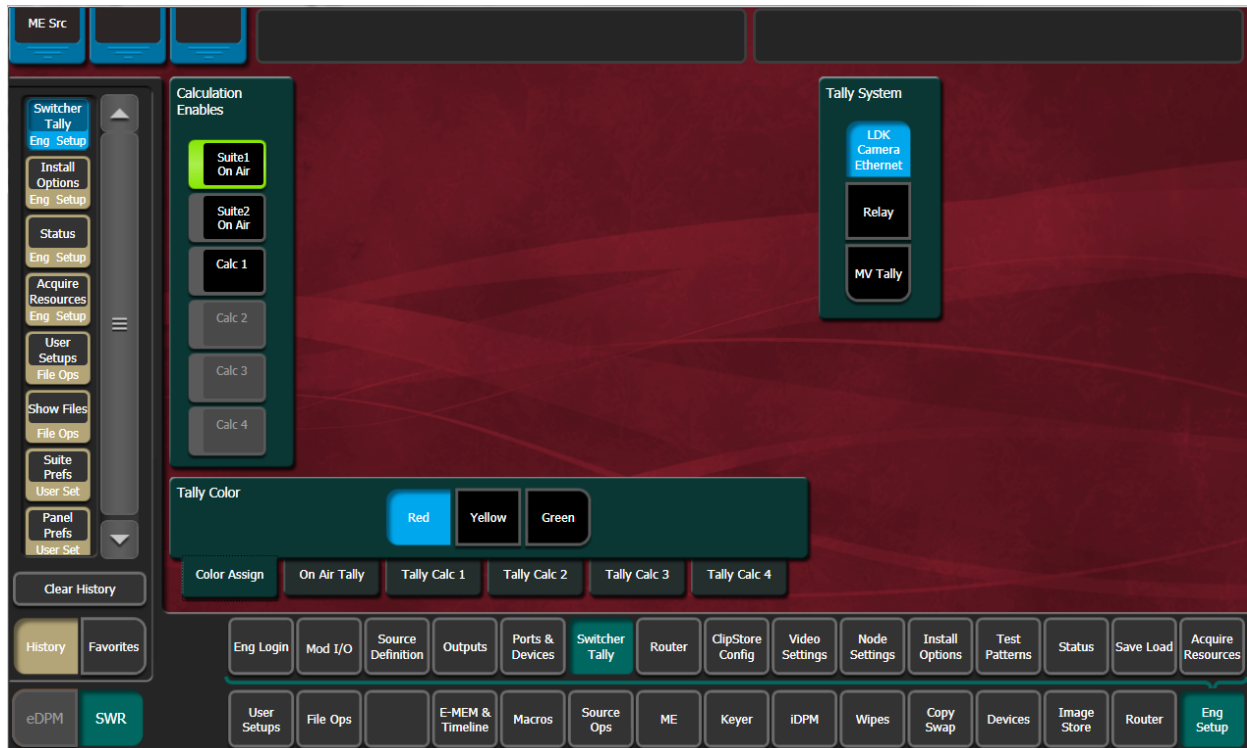 ME Src
Switcher
Tally
Eng Setup
Install
Options
Eng Setup
Status
Eng Setup
Acquire
Resources
Eng Setup
User
Setups
File Ops
Show Files
File Ops
Suite
Prefs
User Set
Panel
Prefs
User Set
Clear History
History
Favorites
eDPM
SWR
Calculation
Enables
Suite1
On Air
Suite2
On Air
Calc 1
Calc 2
Calc 3
Calc 4
Tally System
LDK
Camera
Ethernet
Relay
MV Tally
Tally Color
Red
Yellow
Green
Color Assign
On Air Tally
Tally Calc 1
Tally Calc 2
Tally Calc 3
Tally Calc 4
Eng Login
Mod I/O
Source
Definition
Outputs
Ports &
Devices
Switcher
Tally
Router
ClipStore
Config
Video
Settings
Node
Settings
Install
Options
Test
Patterns
Status
Save Load
Acquire
Resources
User
Setups
File Ops
E-MEM &
Timeline
Macros
Source
Ops
ME
Keyer
iDPM
Wipes
Copy
Swap
Devices
Image
Store
Router
Eng
Setup